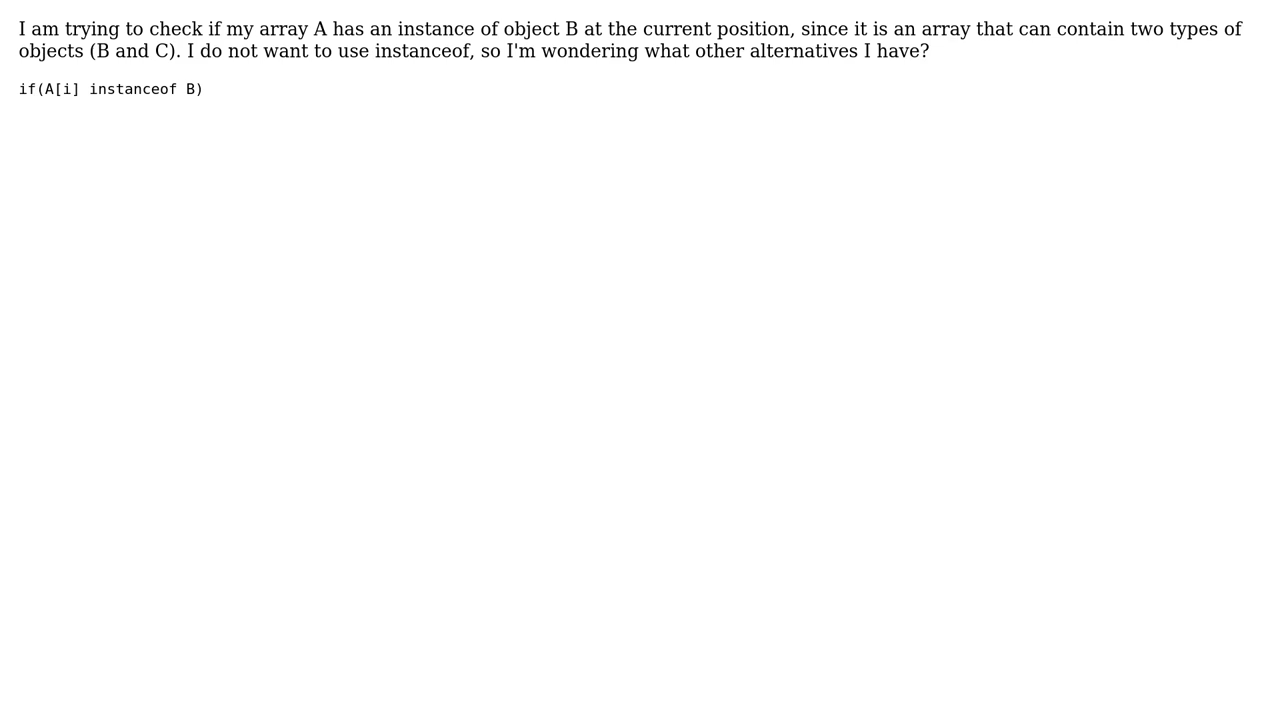 I am trying to check if my array A has an instance of object B at the current position, since it is an array that can contain two types of
objects (B and C). I do not want to use instanceof, so I'm wondering what other alternatives I have?
if(A[i] instanceof B)